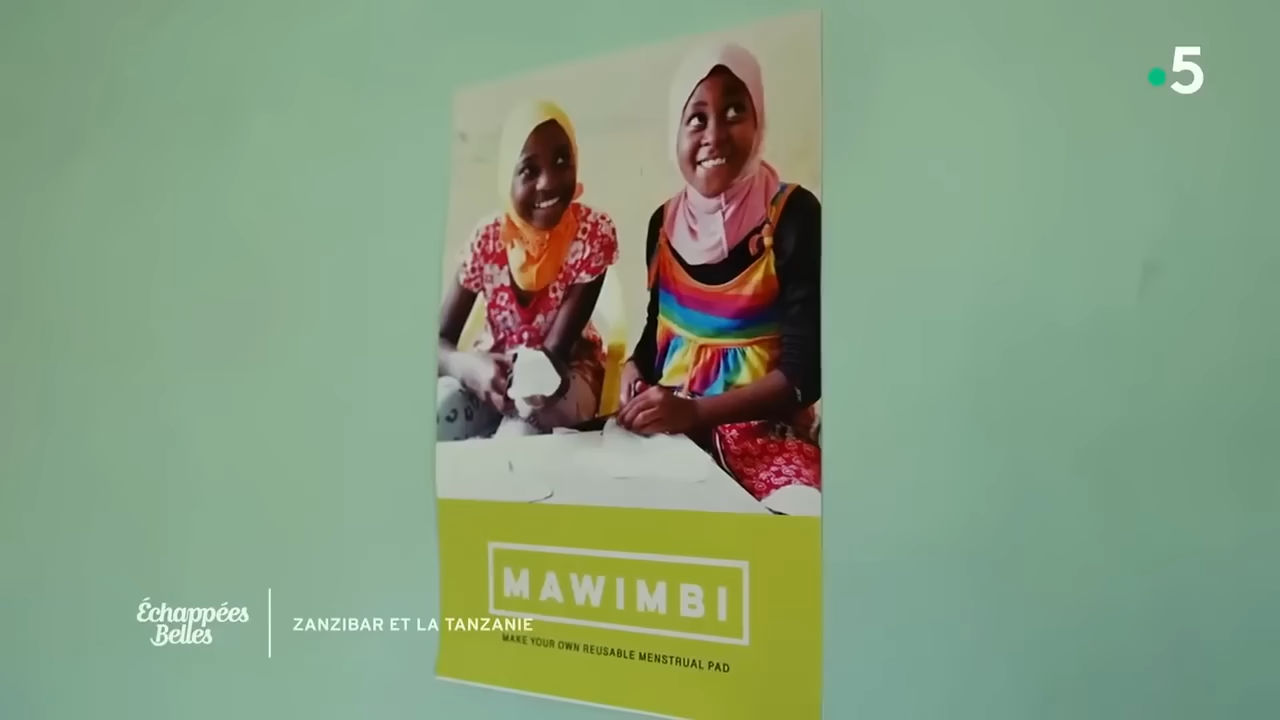 5
MAWIMBI
MAKE YOUR OWN REUSABLE MENSTRUAL PAD
Échappées
Belles
ZANZIBAR ET LA TANZANIE